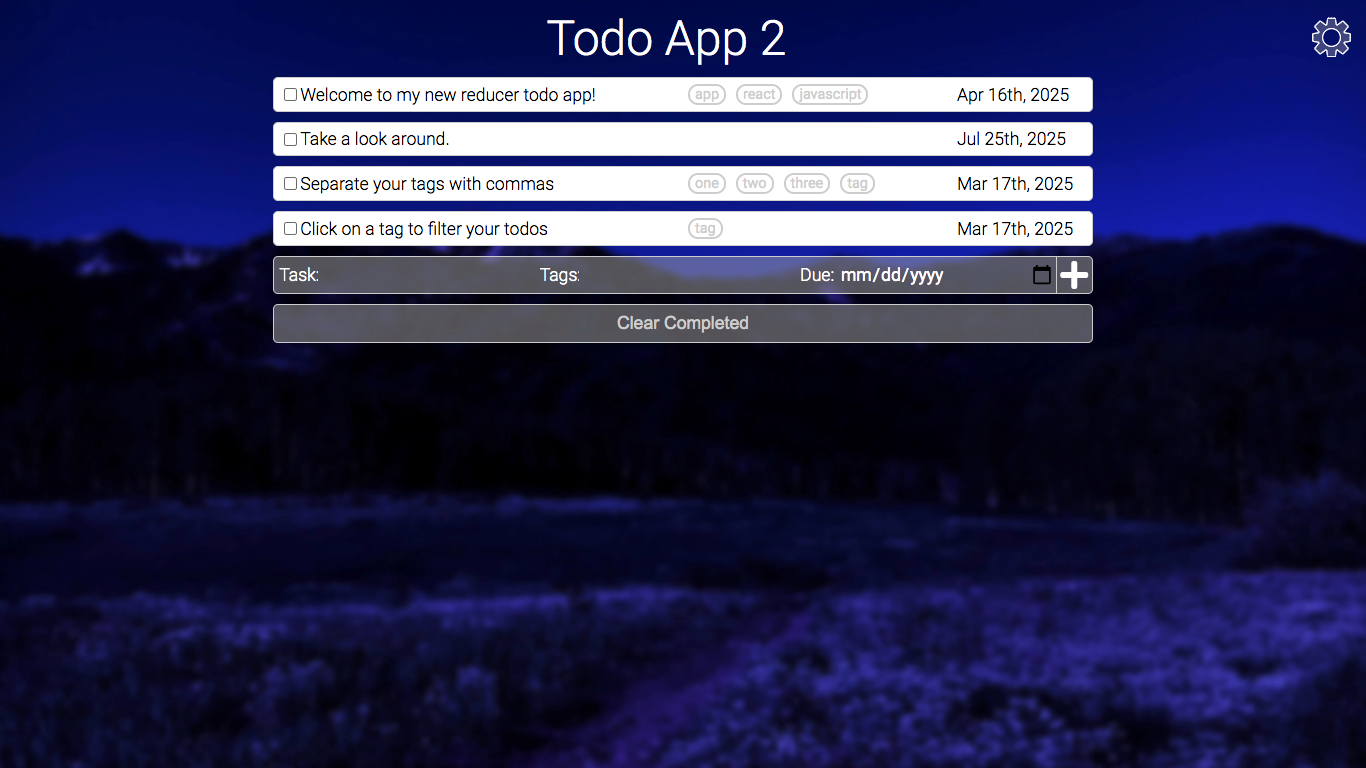 Todo App 2
Welcome to my new reducer todo app! app react javascript Apr 16th, 2025
Take a look around. Jul 25th, 2025
Separate your tags with commas one two three tag Mar 17th, 2025
Click on a tag to filter your todos tag Mar 17th, 2025
Task: Tags: Due: mm/dd/yyyy
Clear Completed